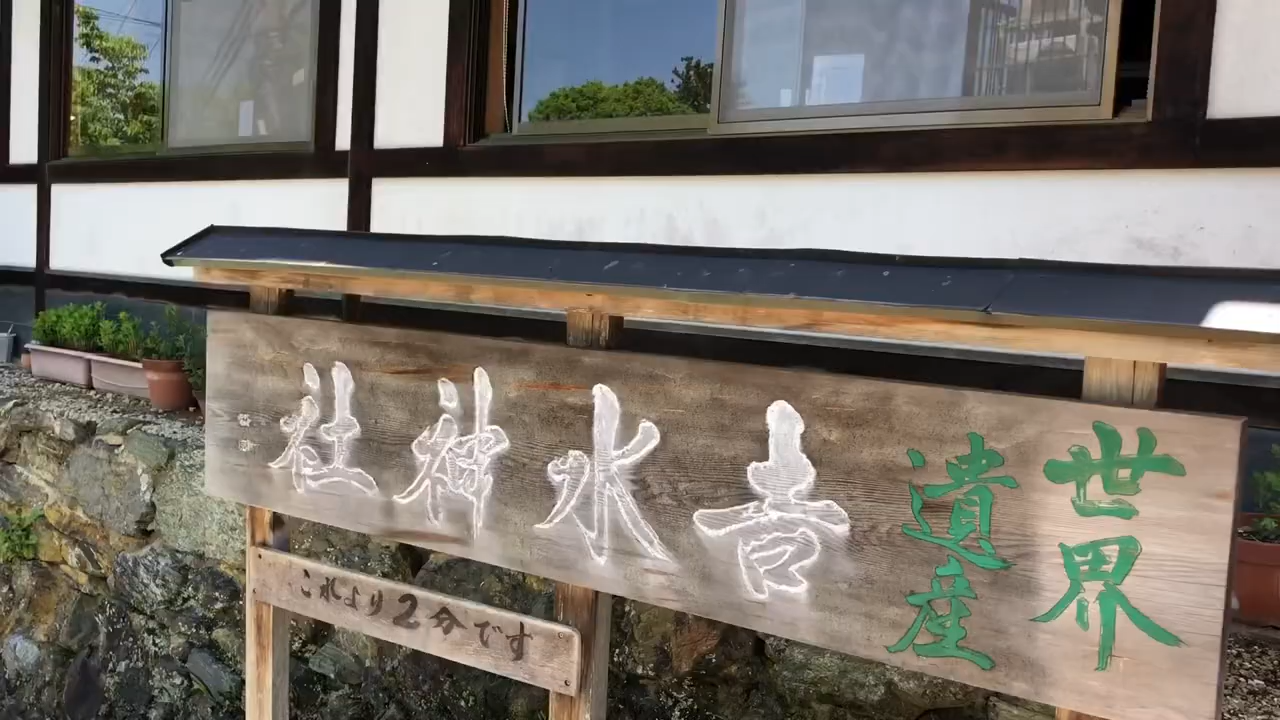 世界
遺産
吉水神社
これより2分です